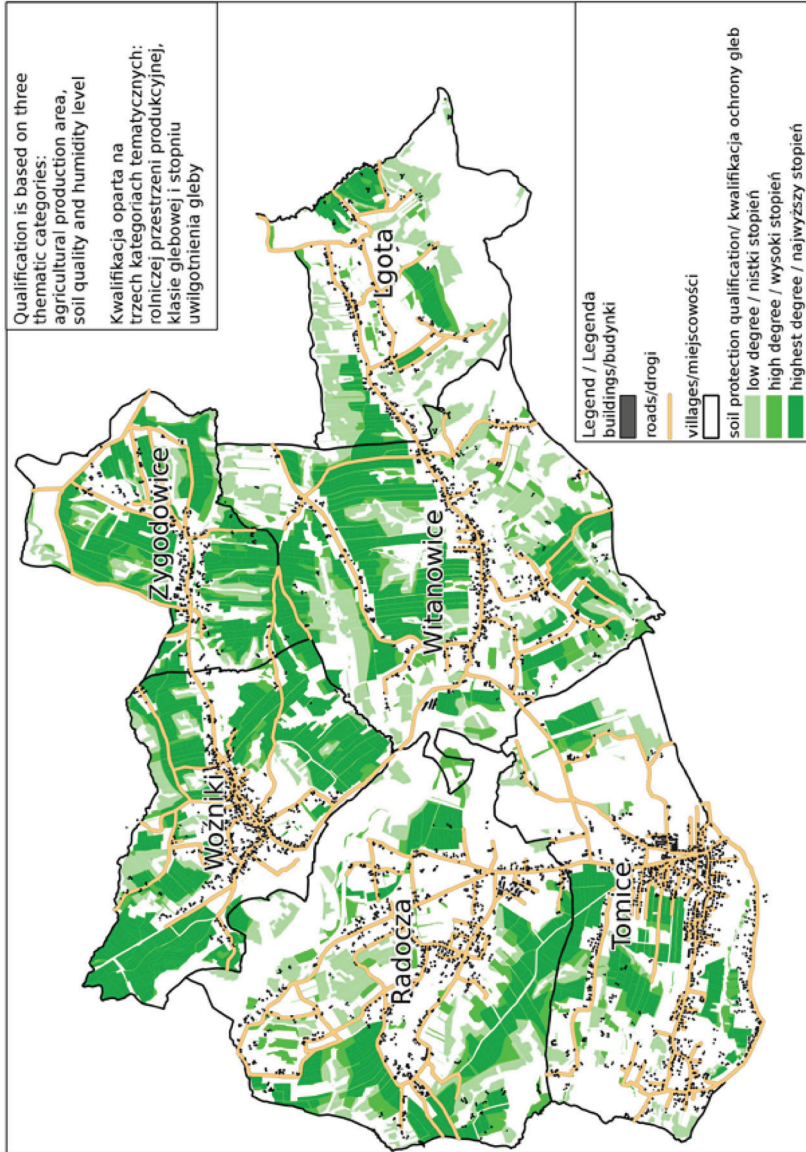 Qualification is based on three
thematic categories:
agricultural production area,
soil quality and humidity level
Kwalifikacja oparta na
trzech kategoriach tematycznych:
rolniczej przestrzeni produkcyjnej,
klasie glebowej i stopniu
uwilgotnienia gleby
Zygodowice
Woźniki
Lgota
Witanowice
Radocza
Tomice
Legend / Legenda
buildings/budynki
roads/drogi
villages/miejscowości
soil protection qualification/ kwalifikacja ochrony gleb
low degree / nistki stopień
high degree / wysoki stopień
highest degree / najwyższy stopień